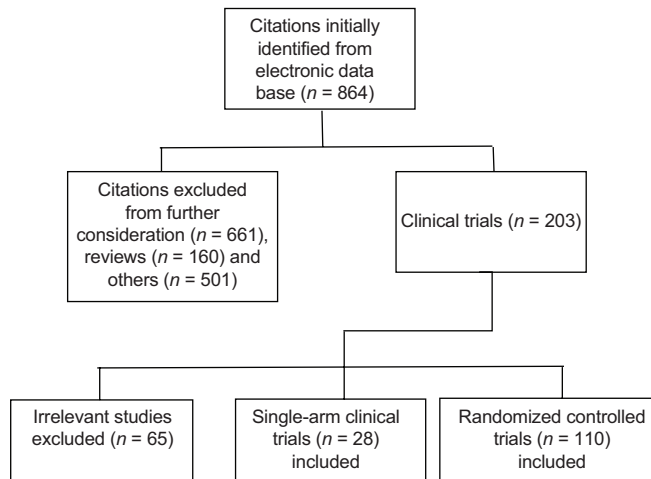 Citations initially
identified from
electronic data
base (n = 864)
Citations excluded
from further
consideration (n = 661),
reviews (n = 160) and
others (n = 501)
Clinical trials (n = 203)
Irrelevant studies
excluded (n = 65)
Single-arm clinical
trials (n = 28)
included
Randomized controlled
trials (n = 110)
included